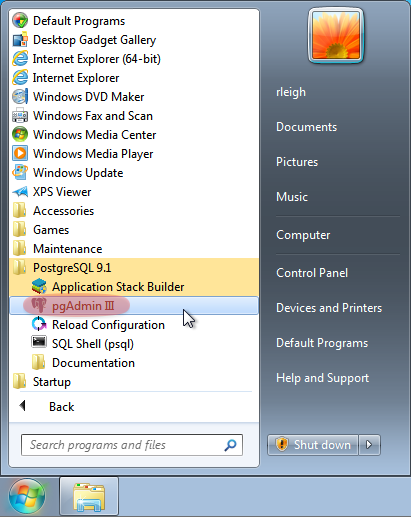 Default Programs
Desktop Gadget Gallery
Internet Explorer (64-bit)
Internet Explorer
Windows DVD Maker
Windows Fax and Scan
Windows Media Center
Windows Media Player
Windows Update
XPS Viewer
Accessories
Games
Maintenance
PostgreSQL 9.1
Application Stack Builder
pgAdmin III
Reload Configuration
SQL Shell (psql)
Documentation
Startup
Back
Search programs and files
rleigh
Documents
Pictures
Music
Computer
Control Panel
Devices and Printers
Default Programs
Help and Support
Shut down